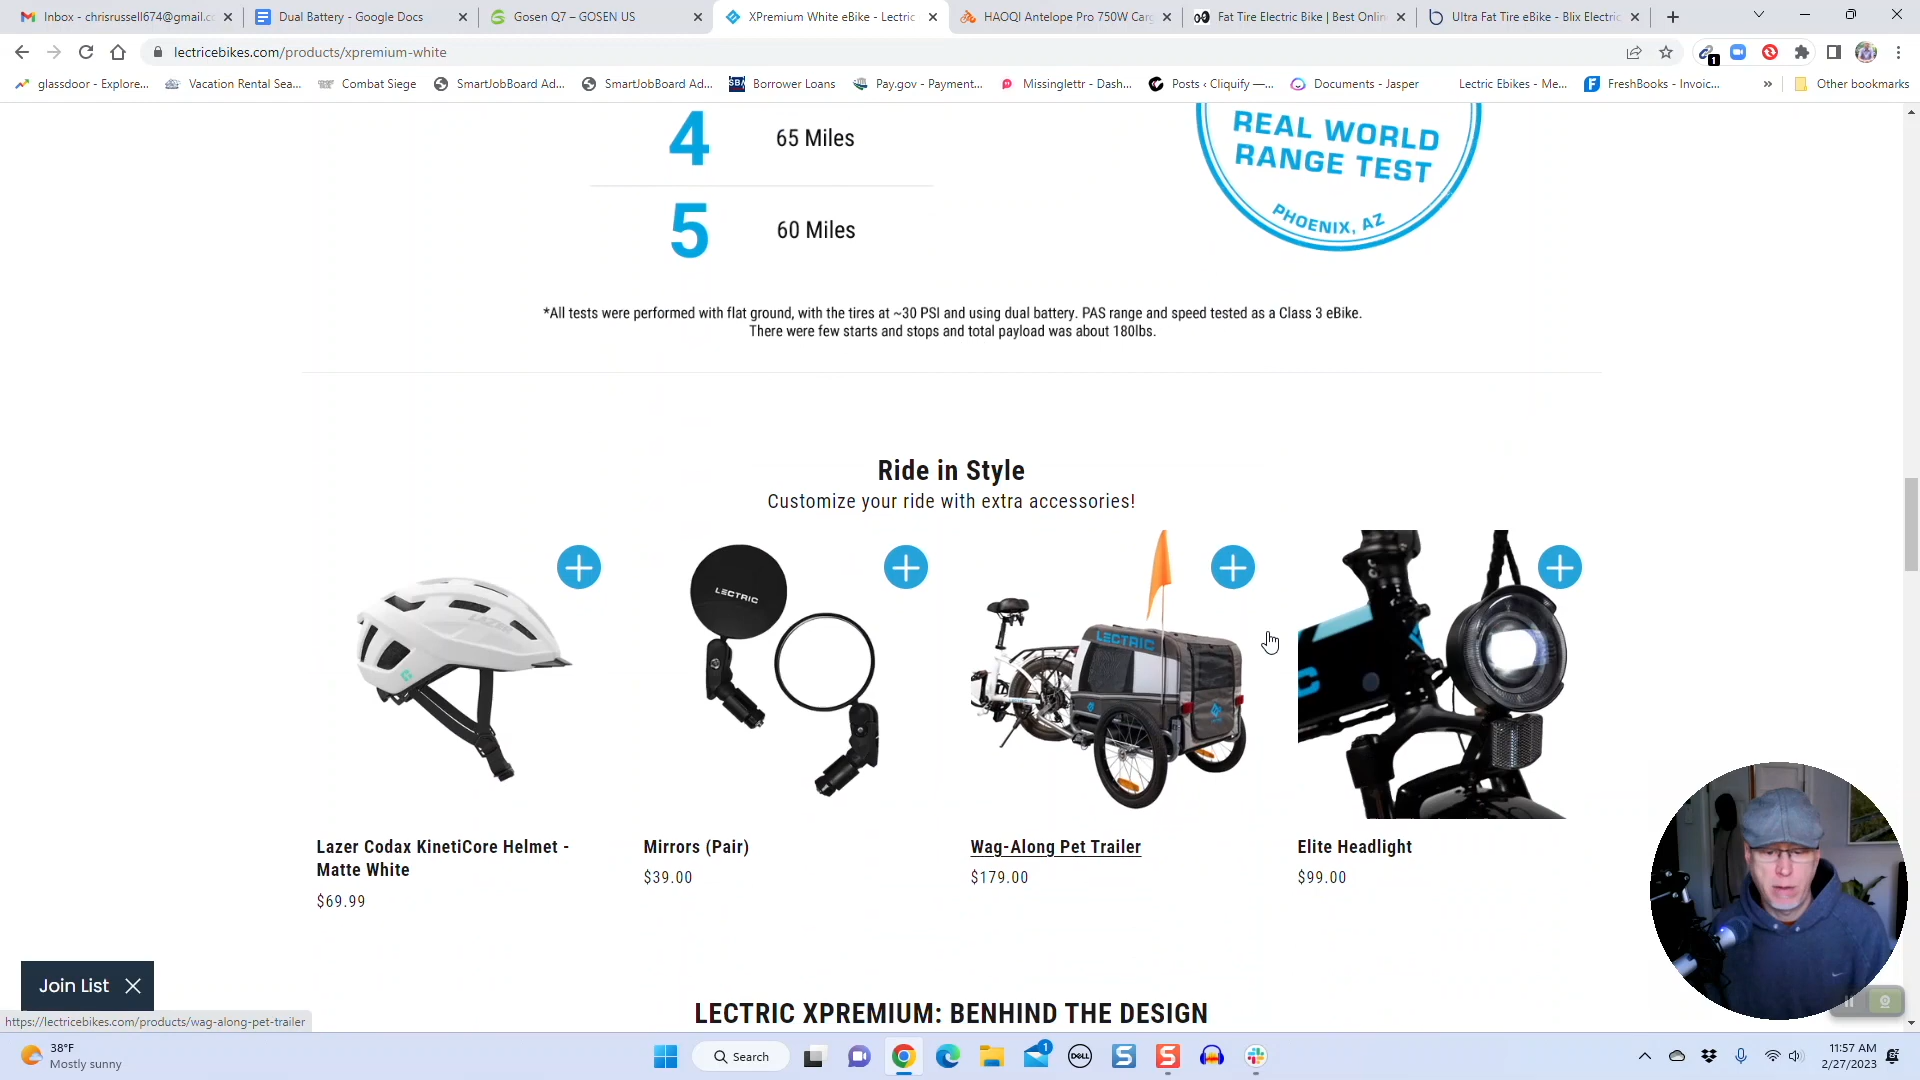 Inbox - chrisrussell674@gmail.cc
Dual Battery - Google Docs
Gosen Q7 – GOSEN US
XPremium White eBike - Lectric
HAOQI Antelope Pro 750W Carg
Fat Tire Electric Bike | Best Onlin
Ultra Fat Tire eBike - Blix Electric
lectricebikes.com/products/xpremium-white
1
glassdoor - Explore...
Vacation Rental Sea...
Combat Siege
SmartJobBoard Ad...
SmartJobBoard Ad...
SBA
Borrower Loans
Pay.gov - Payment...
Missinglettr - Dash...
Posts ‹ Cliquify —...
Documents - Jasper
Lectric Ebikes - Me...
FreshBooks - Invoic...
»
Other bookmarks
4 65 Miles
5 60 Miles
REAL WORLD
RANGE TEST
PHOENIX, AZ
*All tests were performed with flat ground, with the tires at ~30 PSI and using dual battery. PAS range and speed tested as a Class 3 eBike.
There were few starts and stops and total payload was about 180lbs.
Ride in Style
Customize your ride with extra accessories!
LAZER
LECTRIC
LECTRIC
Lazer Codax KinetiCore Helmet -
Matte White
$69.99
Mirrors (Pair)
$39.00
Wag-Along Pet Trailer
$179.00
Elite Headlight
$99.00
Join List
LECTRIC XPREMIUM: BENHIND THE DESIGN
https://lectricebikes.com/products/wag-along-pet-trailer
38°F
Mostly sunny
Search
1
DELL
11:57 AM
2/27/2023